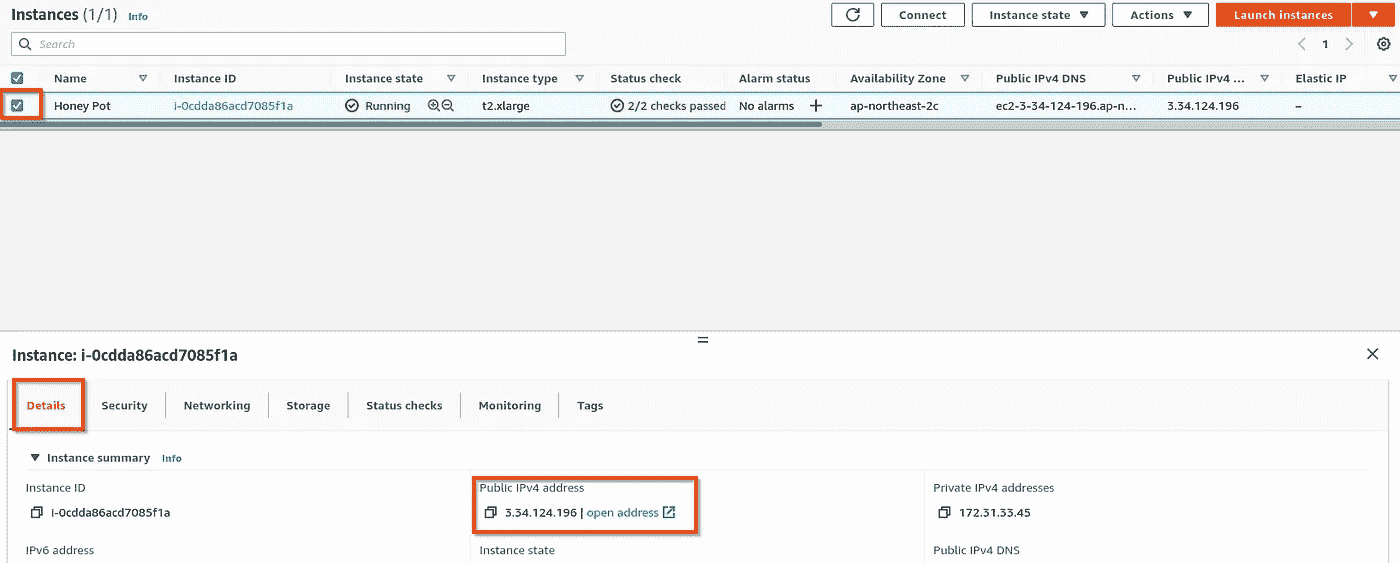 Instances (1/1) Info Connect Instance state Actions Launch instances
Search 1
Name Instance ID Instance state Instance type Status check Alarm status Availability Zone Public IPv4 DNS Public IPv4 ... Elastic IP
Honey Pot i-0cdda86acd7085f1a Running t2.xlarge 2/2 checks passed No alarms + ap-northeast-2c ec2-3-34-124-196.ap-n... 3.34.124.196 –
Instance: i-0cdda86acd7085f1a
Details Security Networking Storage Status checks Monitoring Tags
Instance summary Info
Instance ID Public IPv4 address Private IPv4 addresses
i-0cdda86acd7085f1a 3.34.124.196 | open address 172.31.33.45
IPv6 address Instance state Public IPv4 DNS